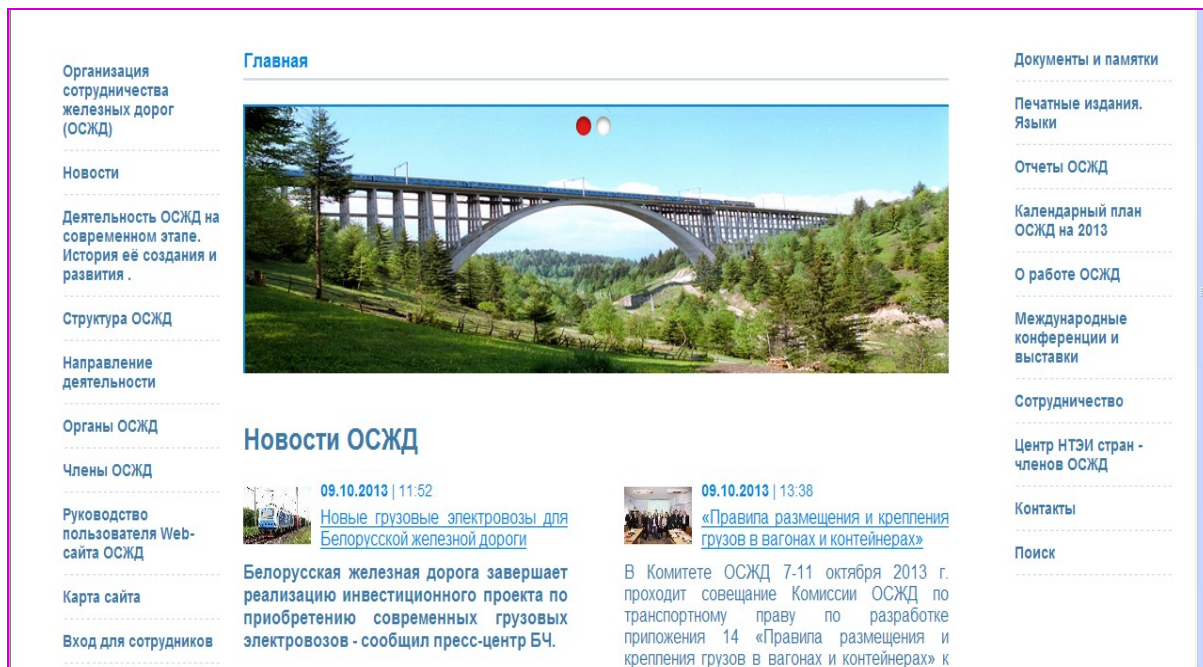 Организация
сотрудничества
железных дорог
(ОСЖД)
Новости
Деятельность ОСЖД на
современном этапе.
История её создания и
развития .
Структура ОСЖД
Направление
деятельности
Органы ОСЖД
Члены ОСЖД
Руководство
пользователя Web-
сайта ОСЖД
Карта сайта
Вход для сотрудников
Главная
Новости ОСЖД
09.10.2013 | 11:52
Новые грузовые электровозы для
Белорусской железной дороги
Белорусская железная дорога завершает
реализацию инвестиционного проекта по
приобретению современных грузовых
электровозов - сообщил пресс-центр БЧ.
09.10.2013 | 13:38
«Правила размещения и крепления
грузов в вагонах и контейнерах»
В Комитете ОСЖД 7-11 октября 2013 г.
проходит совещание Комиссии ОСЖД по
транспортному праву по разработке
приложения 14 «Правила размещения и
крепления грузов в вагонах и контейнерах» к
Документы и памятки
Печатные издания.
Языки
Отчеты ОСЖД
Календарный план
ОСЖД на 2013
О работе ОСЖД
Международные
конференции и
выставки
Сотрудничество
Центр НТЭИ стран -
членов ОСЖД
Контакты
Поиск